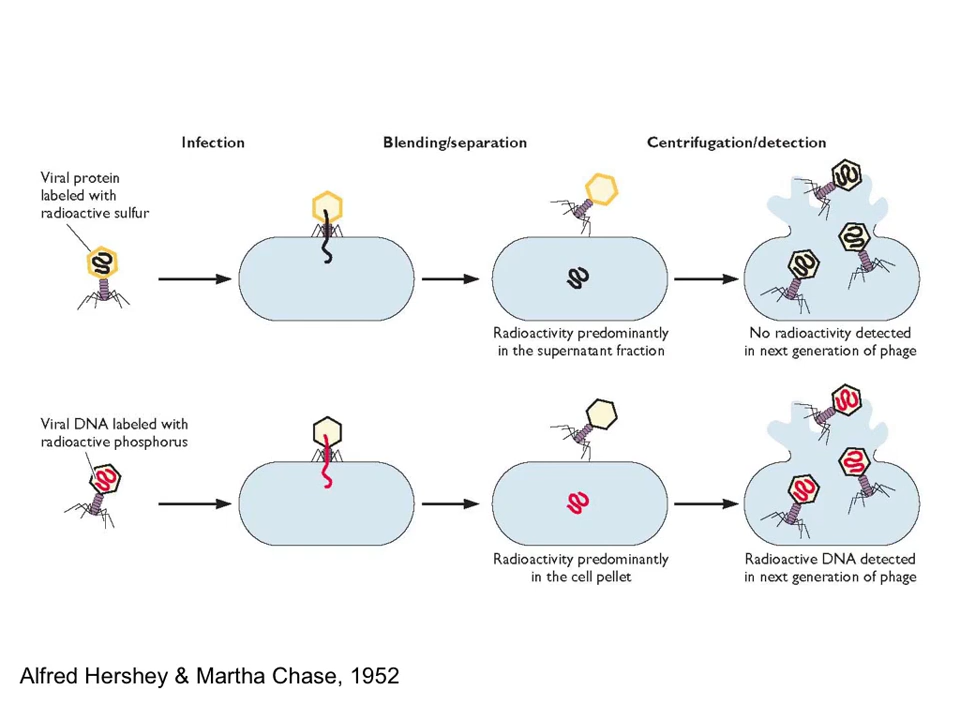 Infection
Blending/separation
Centrifugation/detection
Viral protein
labeled with
radioactive sulfur
Radioactivity predominantly
in the supernatant fraction
No radioactivity detected
in next generation of phage
Viral DNA labeled with
radioactive phosphorus
Radioactivity predominantly
in the cell pellet
Radioactive DNA detected
in next generation of phage
Alfred Hershey & Martha Chase, 1952